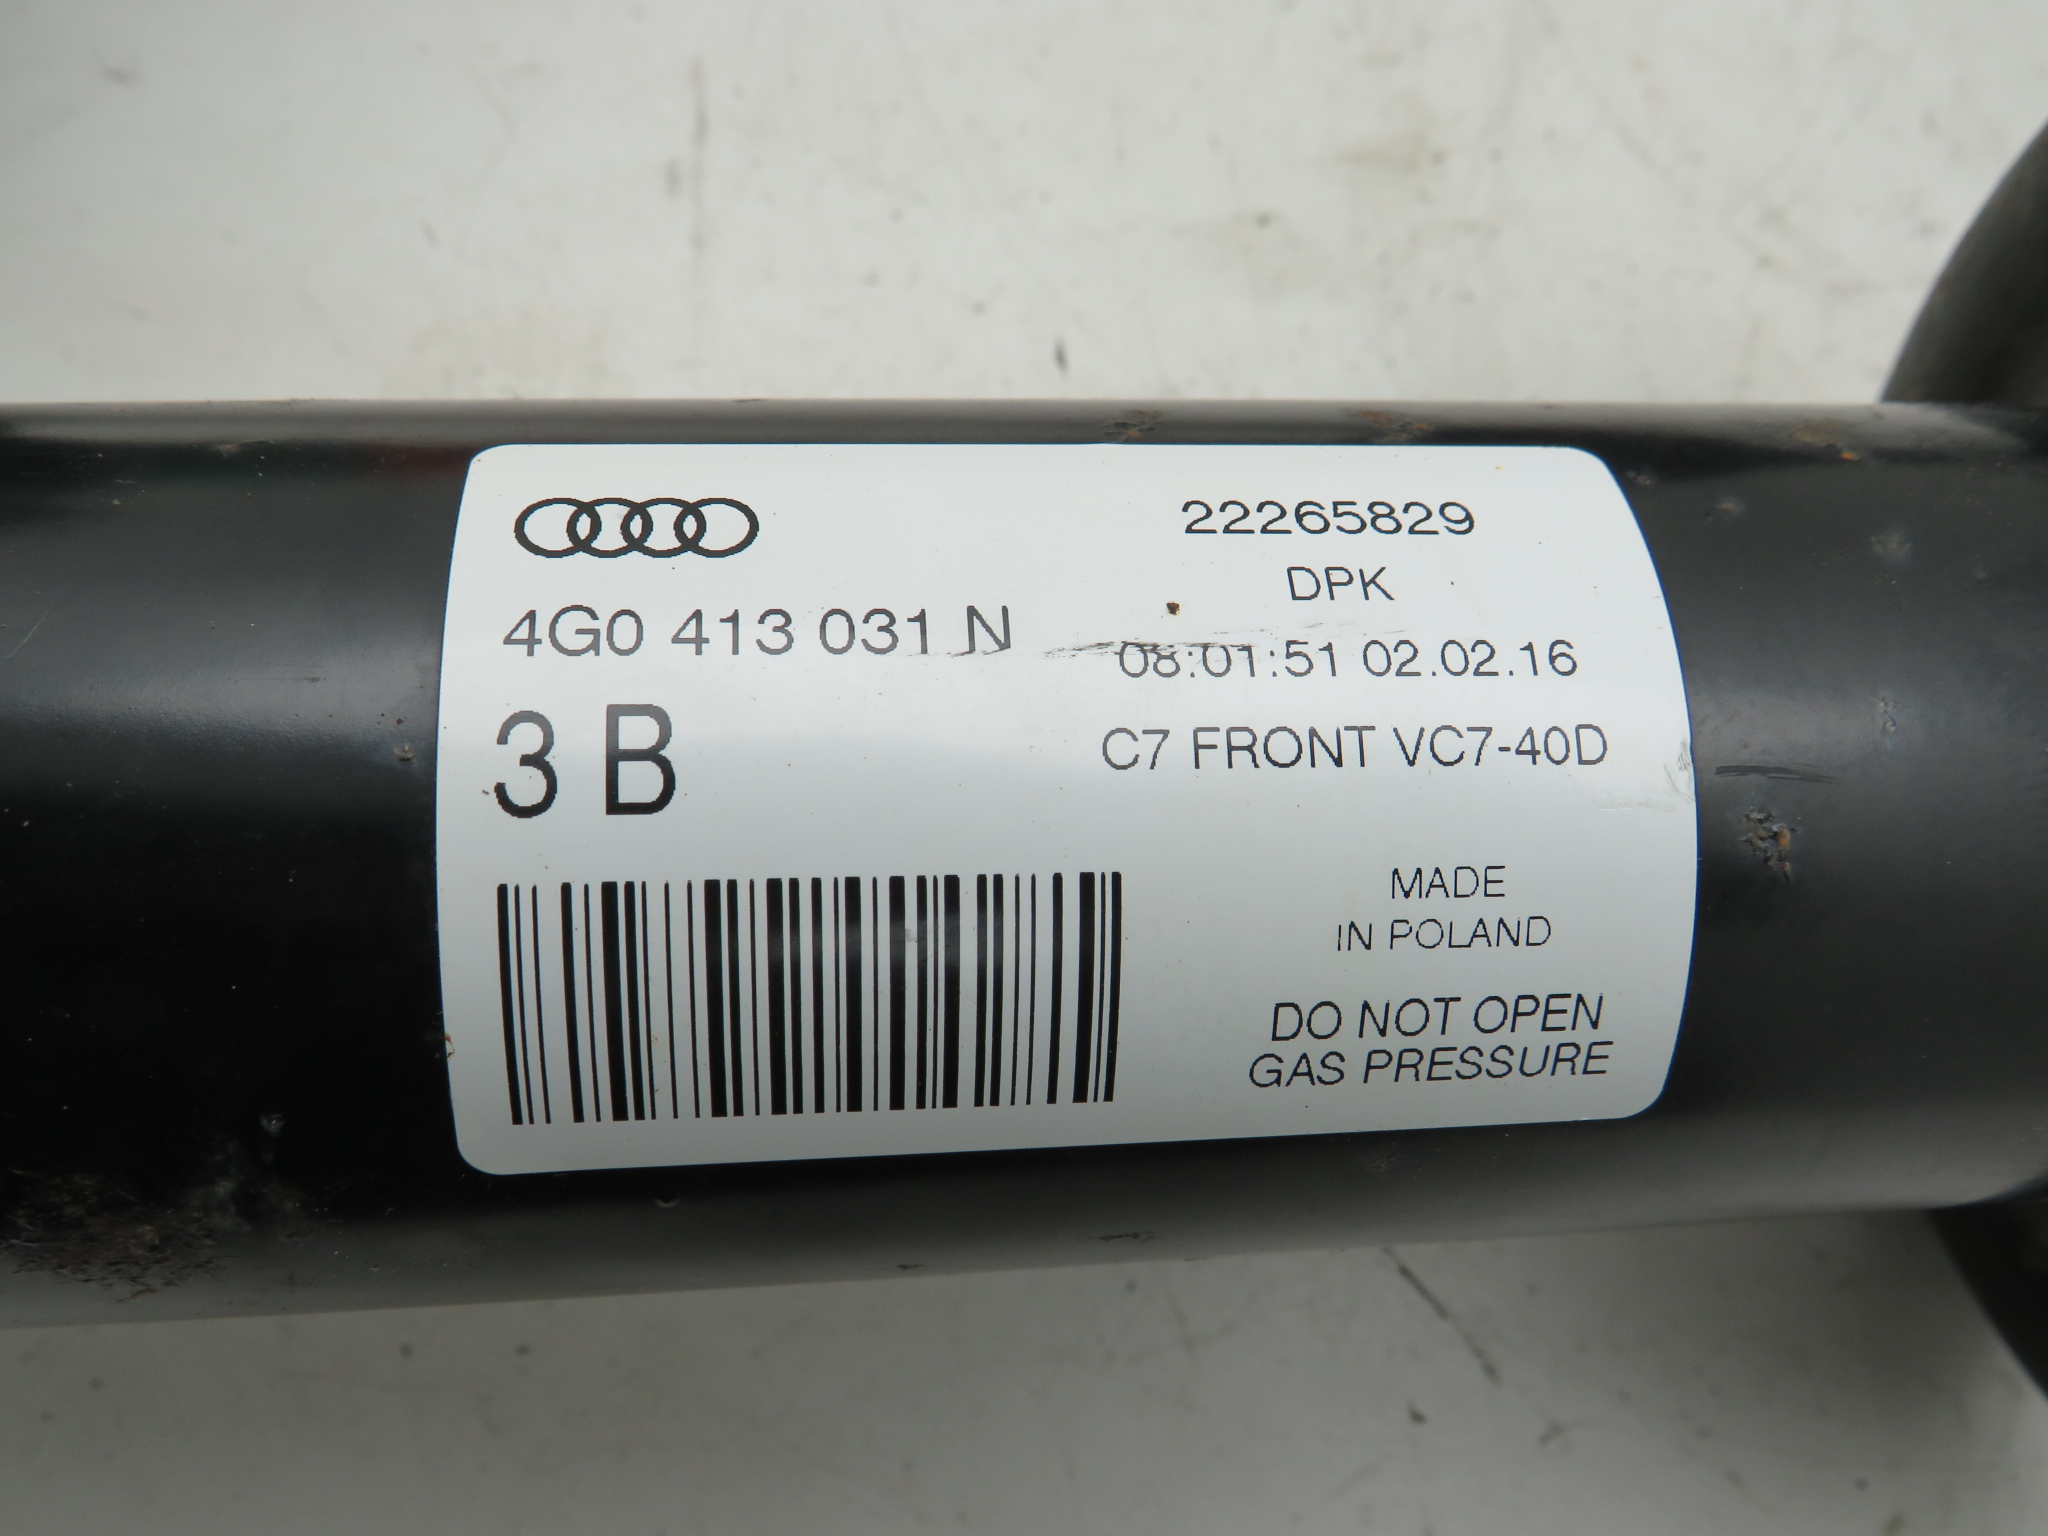 4G0 413 031 N
3 B
22265829
DPK
08:01:51 02.02.16
C7 FRONT VC7-40D
MADE
IN POLAND
DO NOT OPEN
GAS PRESSURE